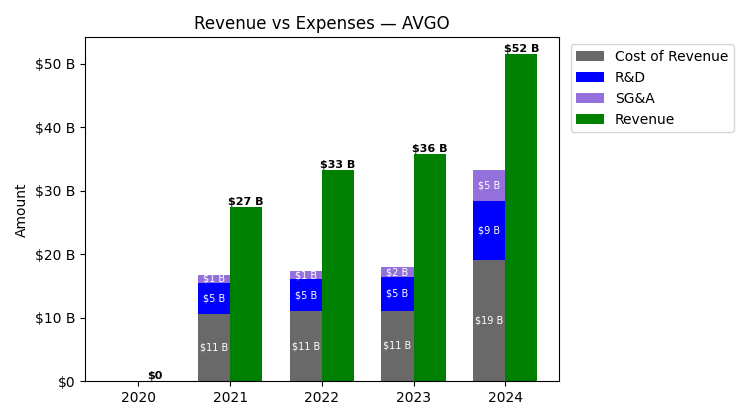 Revenue vs Expenses — AVGO
Amount
$50 B
$40 B
$30 B
$20 B
$10 B
$0
$0
$27 B
$1 B
$5 B
$11 B
$33 B
$1 B
$5 B
$11 B
$36 B
$2 B
$5 B
$11 B
$52 B
$5 B
$9 B
$19 B
2020 2021 2022 2023 2024
Cost of Revenue
R&D
SG&A
Revenue